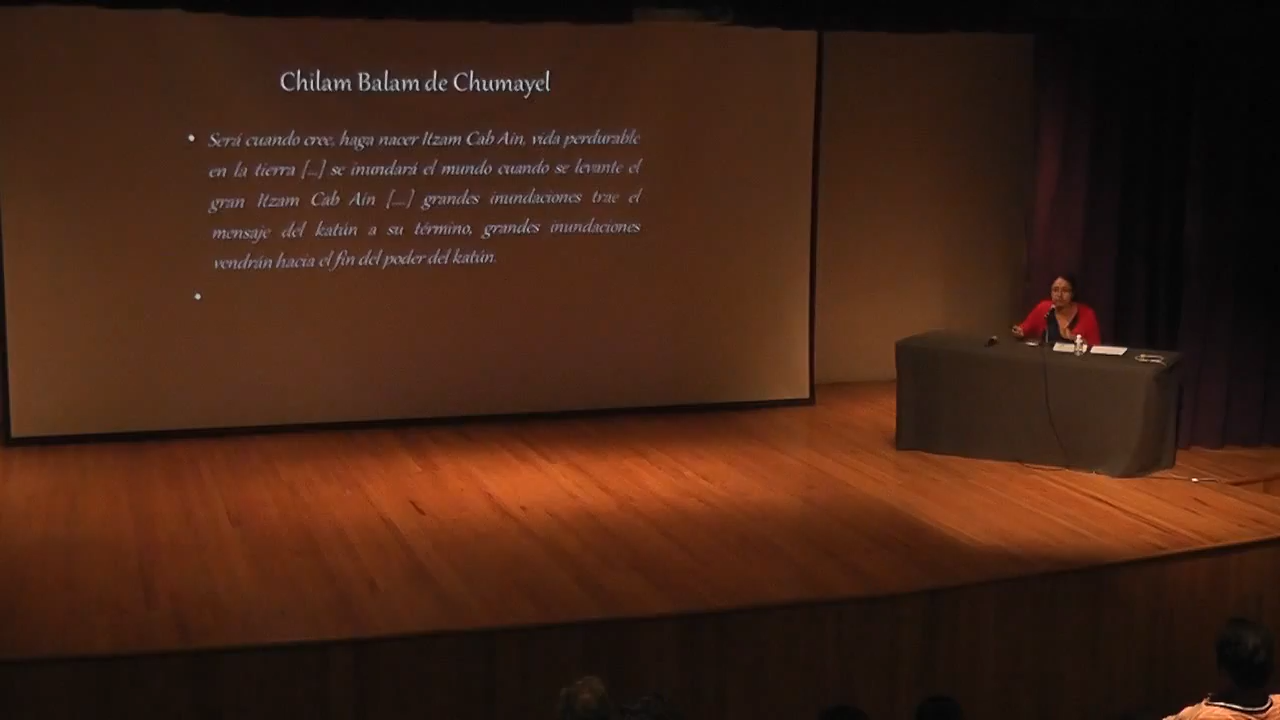 Chilam Balam de Chumayel
• Será cuando cree, haga nacer Itzam Cab Ain, vida perdurable
en la tierra [...] se inundará el mundo cuando se levante el
gran Itzam Cab Ain [...] grandes inundaciones trae el
mensaje del katún a su término, grandes inundaciones
vendrán hacia el fin del poder del katún.
•